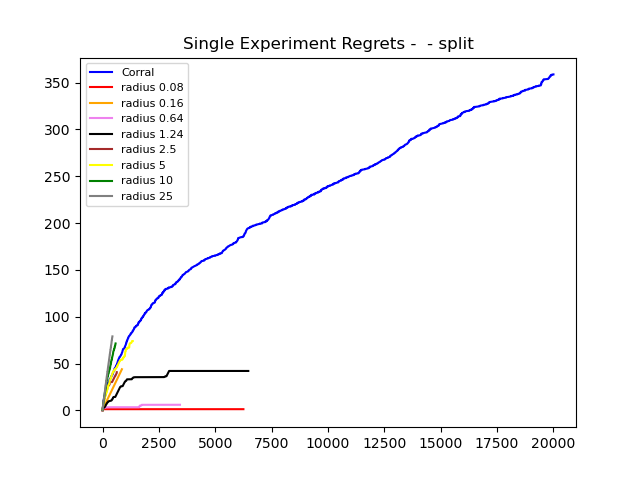 Single Experiment Regrets -  - split
Corral
radius 0.08
radius 0.16
radius 0.64
radius 1.24
radius 2.5
radius 5
radius 10
radius 25
350
300
250
200
150
100
50
0
0 2500 5000 7500 10000 12500 15000 17500 20000